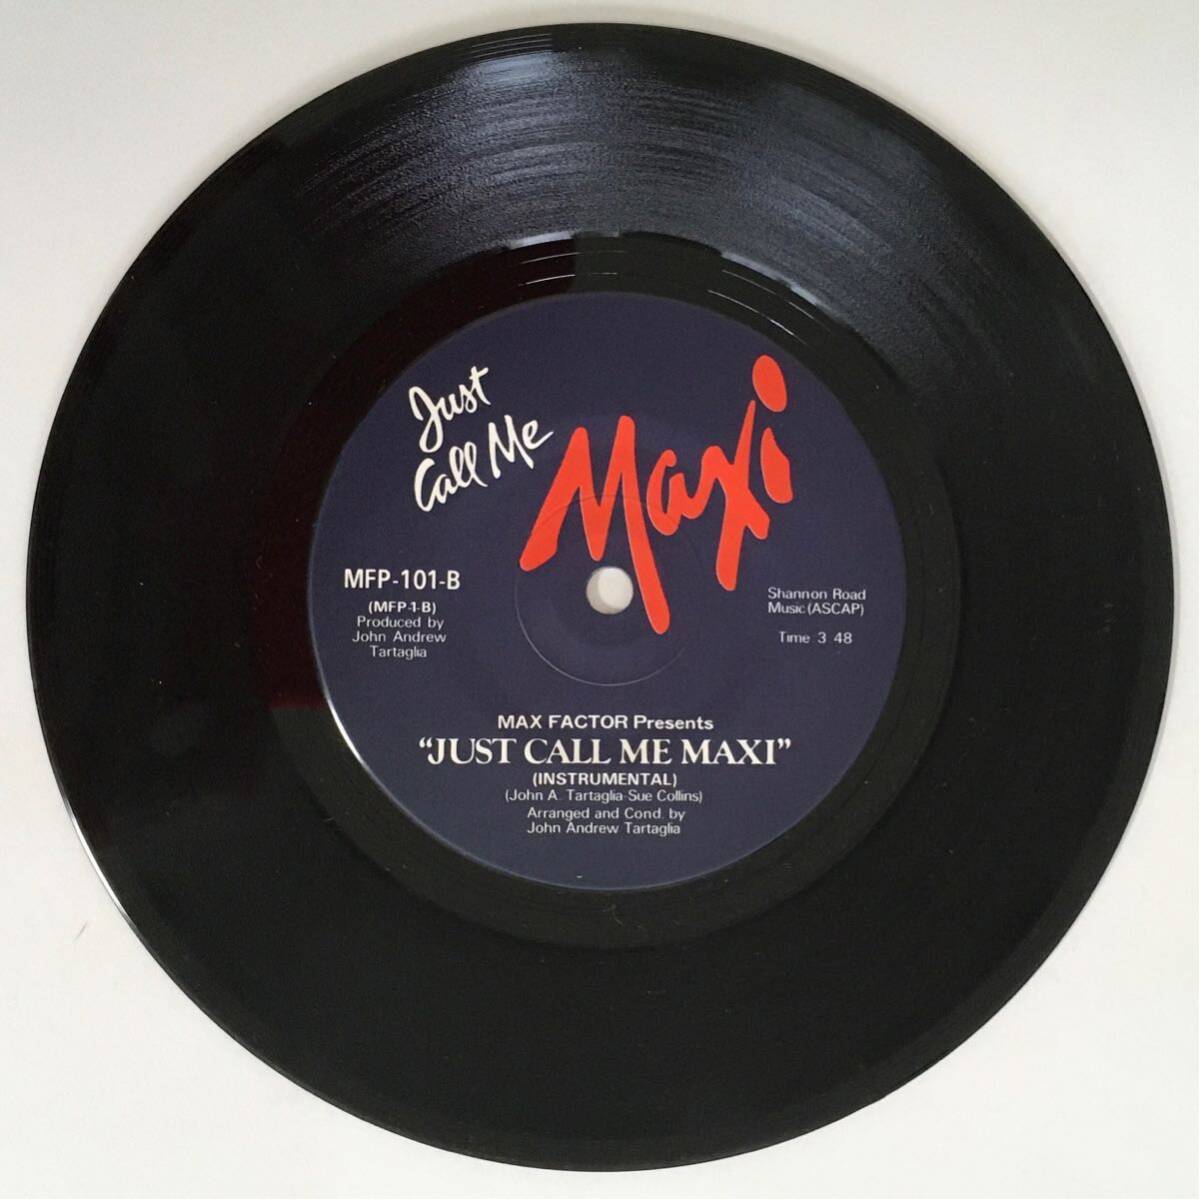 Just
Call Me
Maxi
MFP-101-B
(MFP-1-B)
Produced by
John Andrew
Tartaglia
Shannon Road
Music (ASCAP)
Time 3 48
MAX FACTOR Presents
“JUST CALL ME MAXI”
(INSTRUMENTAL)
(John A. Tartaglia-Sue Collins)
Arranged and Cond. by
John Andrew Tartaglia